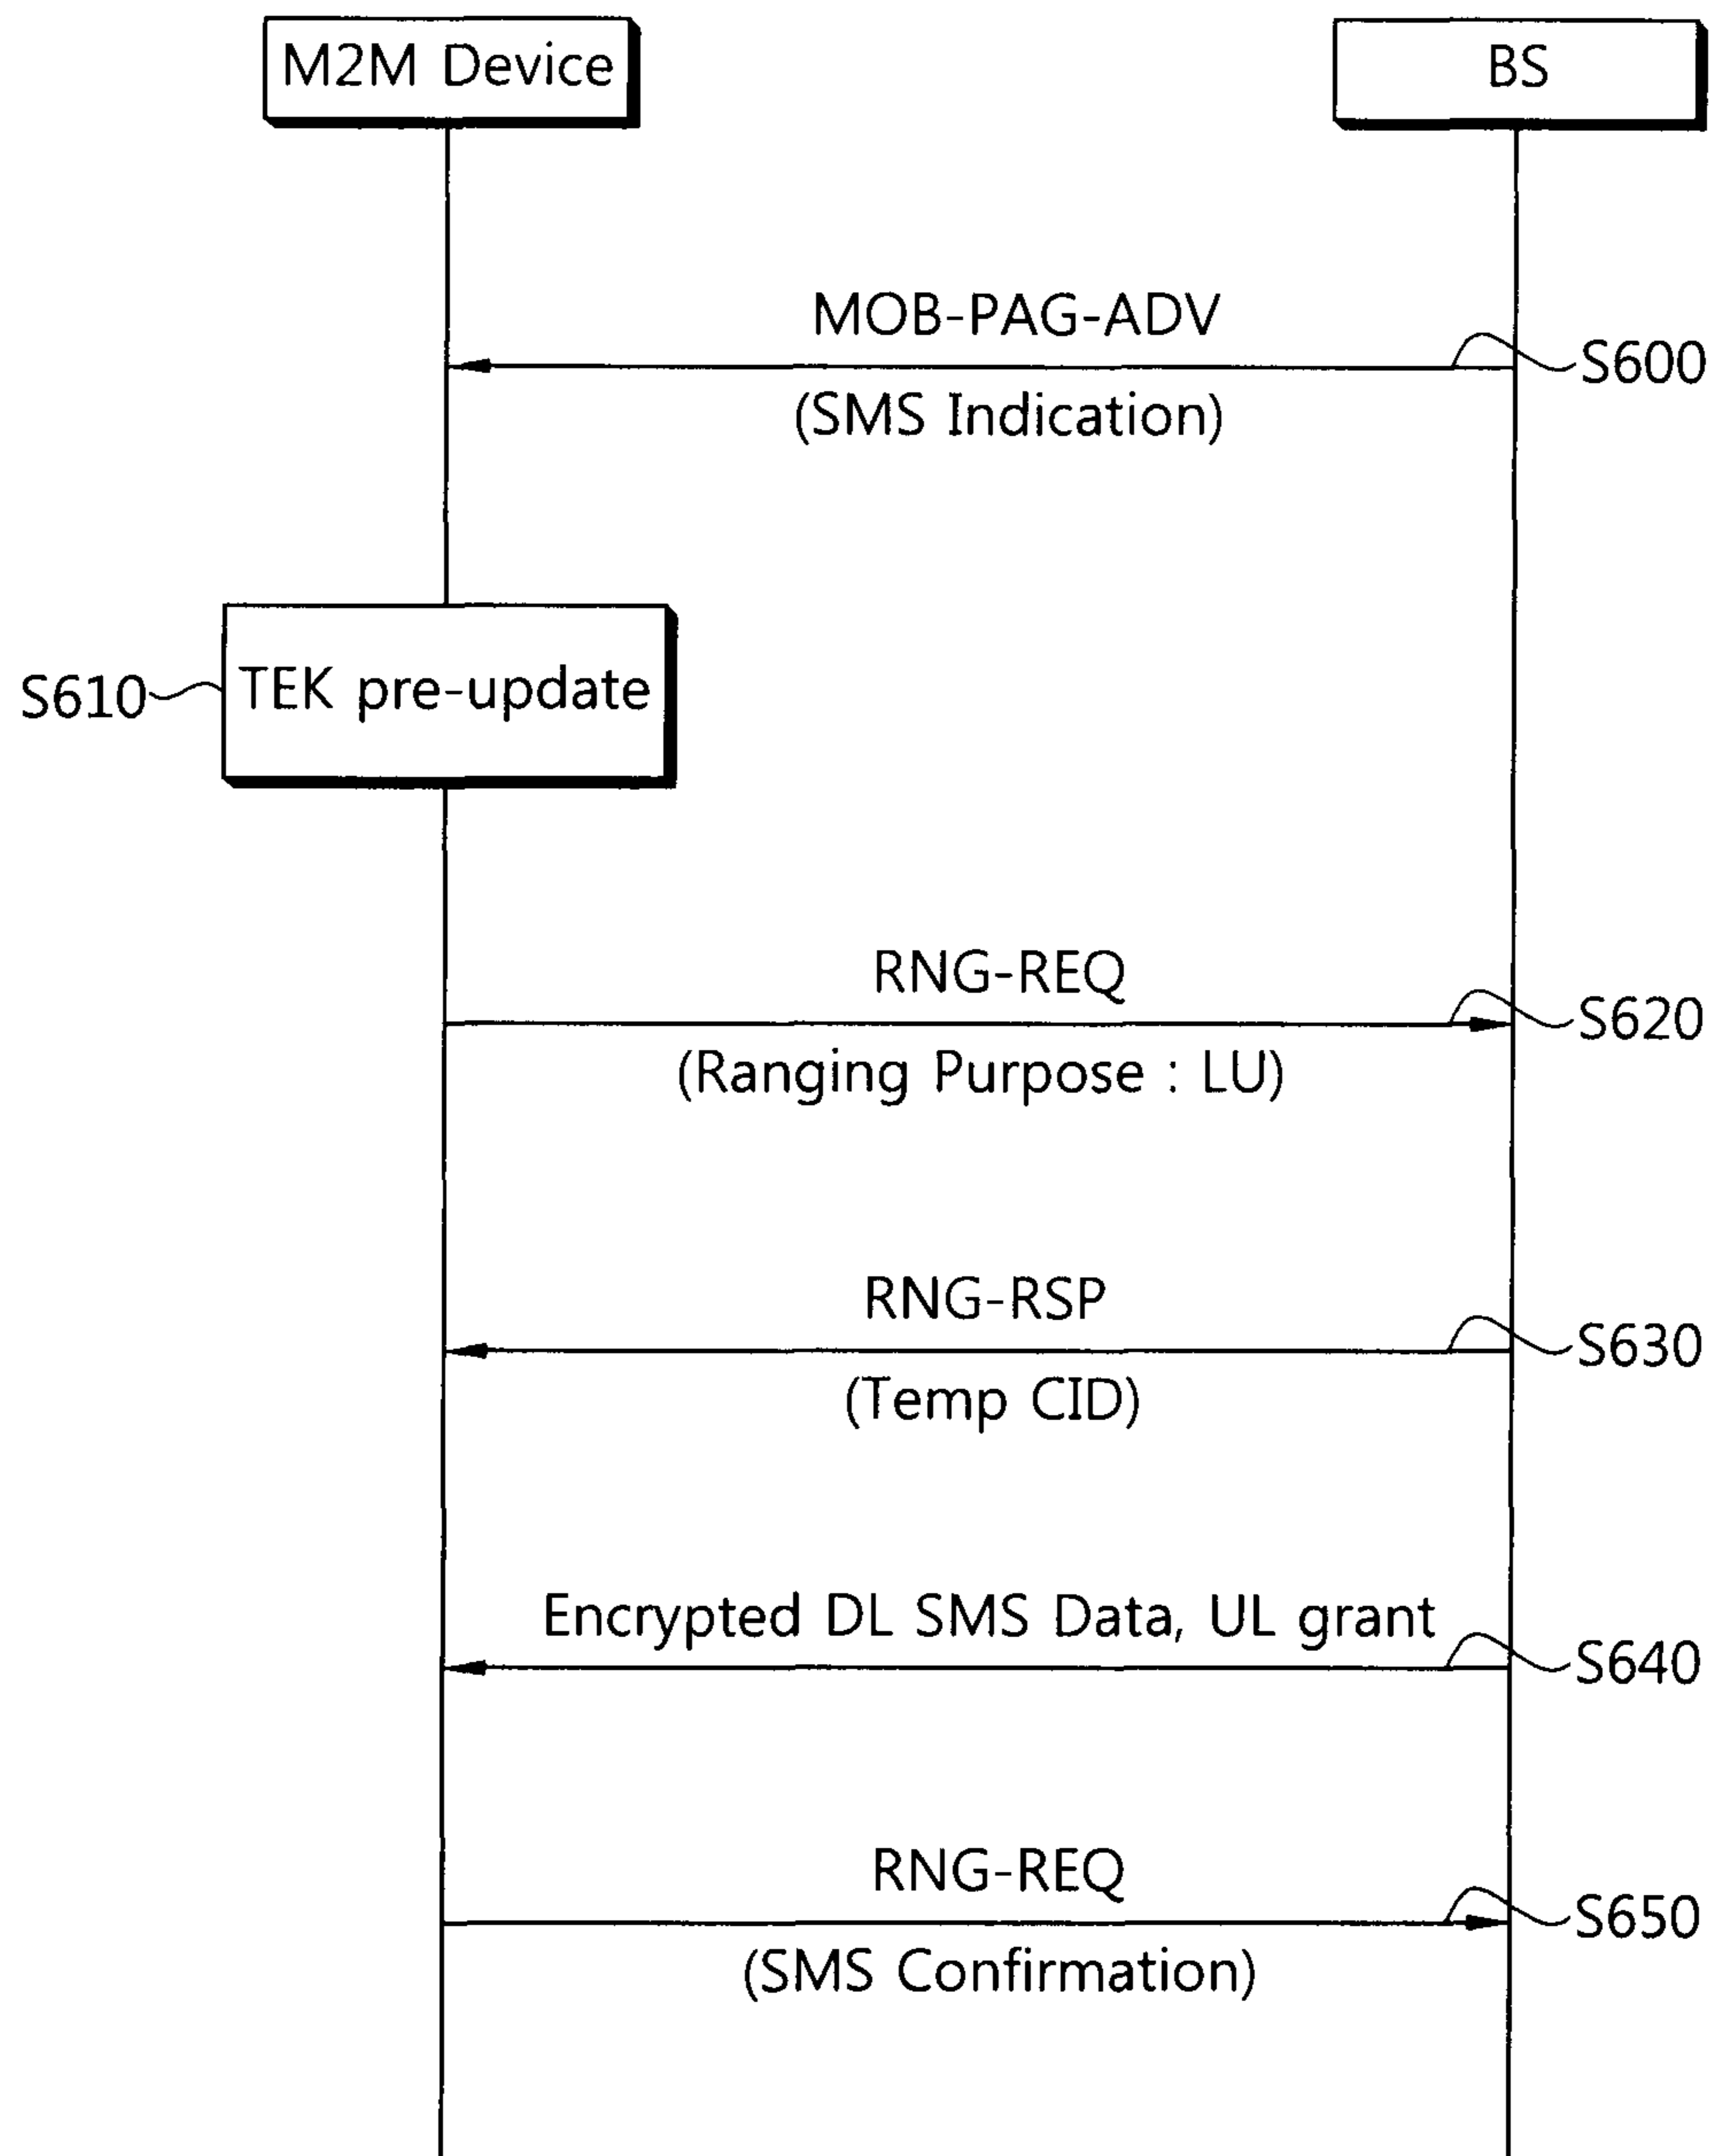 M2M Device
BS
MOB-PAG-ADV
S600
(SMS Indication)
S610
TEK pre-update
RNG-REQ
S620
(Ranging Purpose : LU)
RNG-RSP
S630
(Temp CID)
Encrypted DL SMS Data, UL grant
S640
RNG-REQ
S650
(SMS Confirmation)